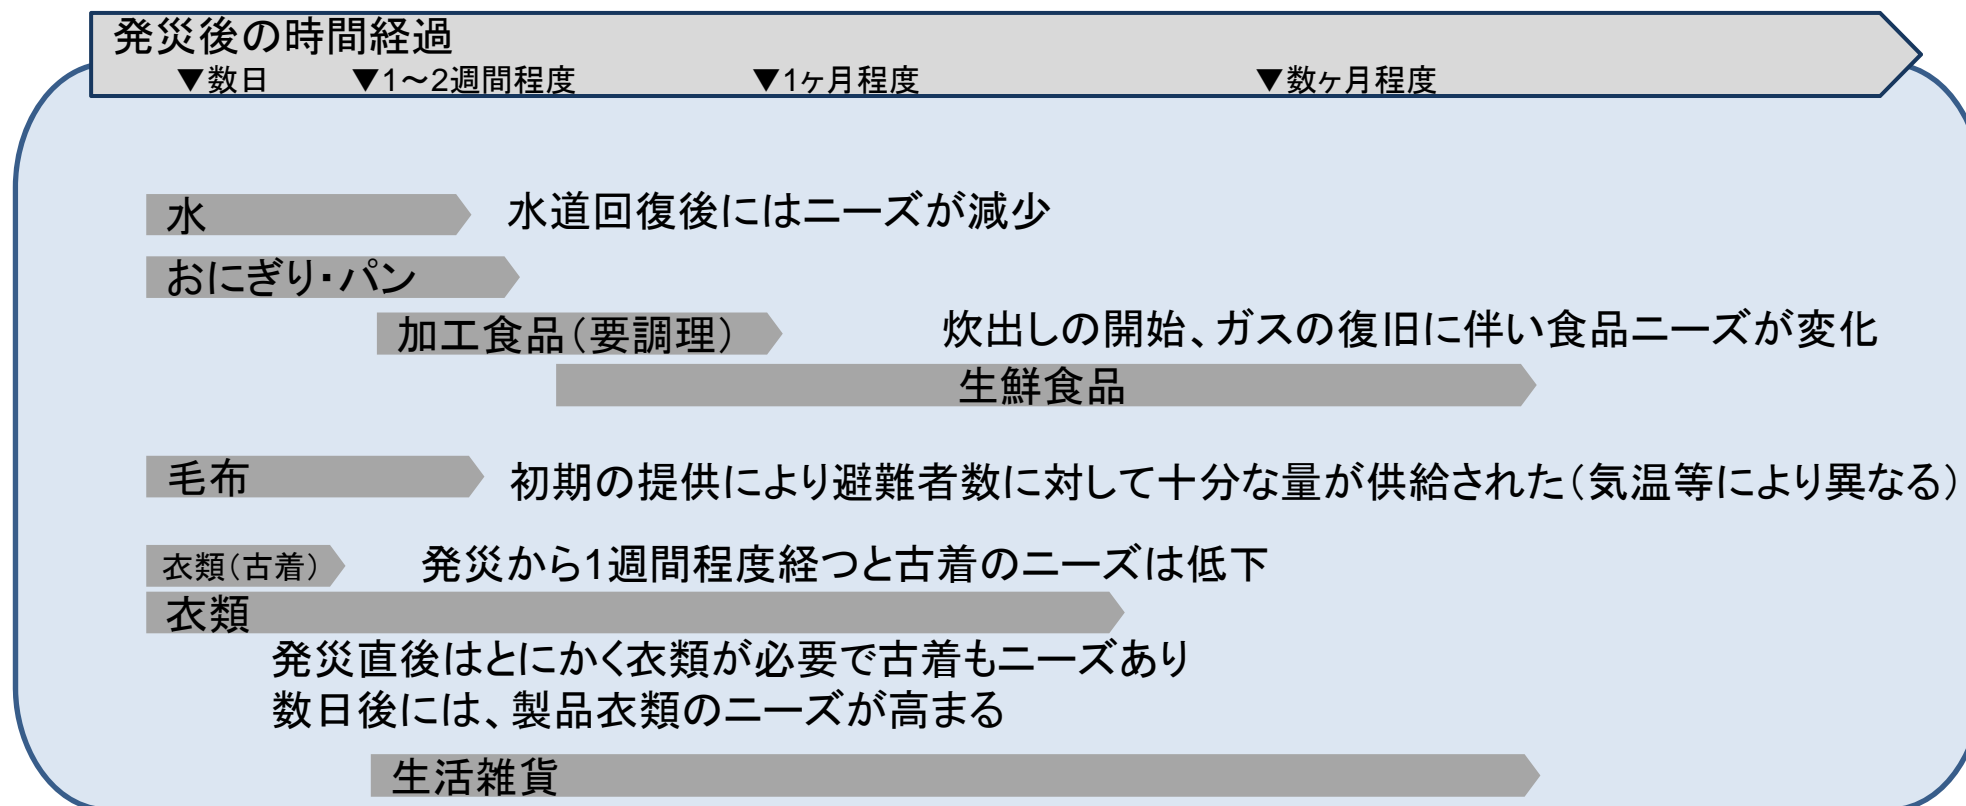 発災後の時間経過
▼数日 ▼1～2週間程度 ▼1ヶ月程度 ▼数ヶ月程度
水 水道回復後にはニーズが減少
おにぎり・パン
加工食品（要調理） 炊出しの開始、ガスの復旧に伴い食品ニーズが変化
生鮮食品
毛布 初期の提供により避難者数に対して十分な量が供給された（気温等により異なる）
衣類（古着） 発災から1週間程度経つと古着のニーズは低下
衣類
発災直後はとにかく衣類が必要で古着もニーズあり
数日後には、製品衣類のニーズが高まる
生活雑貨